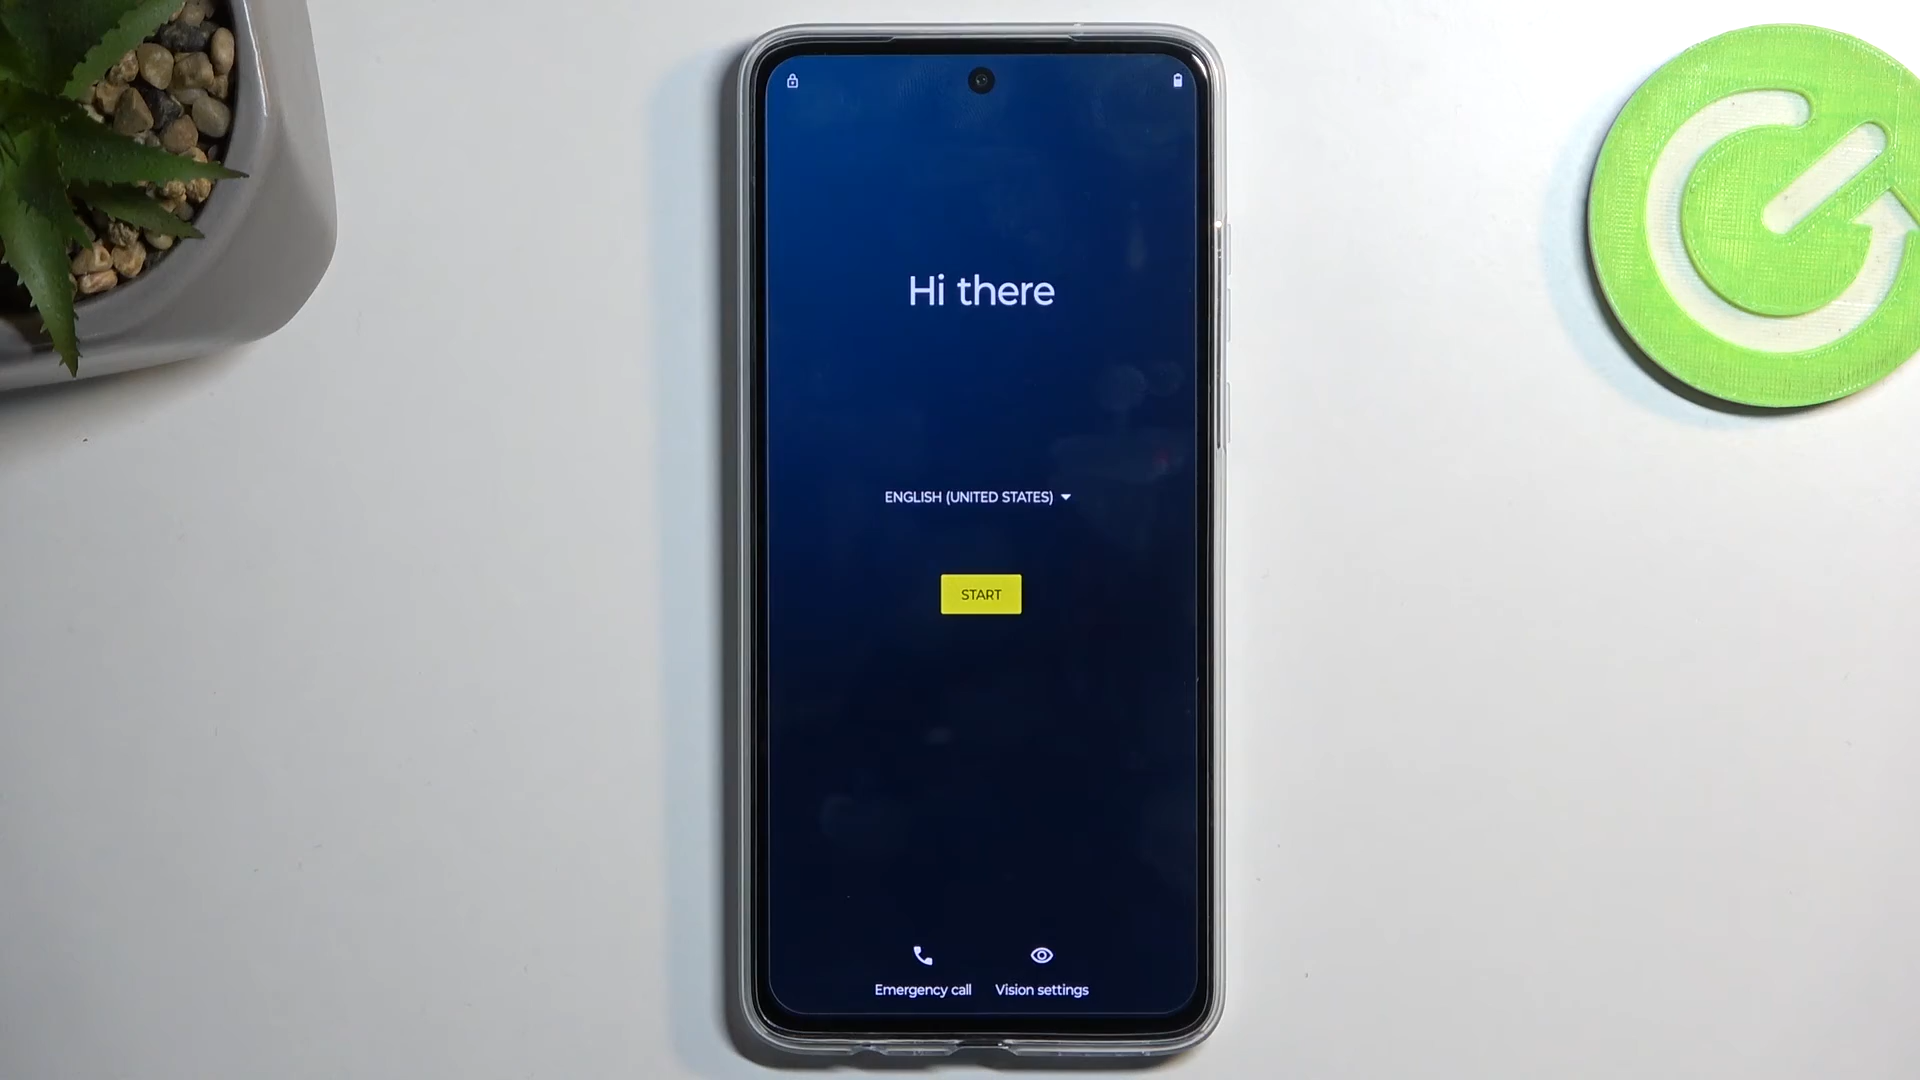 Hi there
ENGLISH (UNITED STATES)
START
Emergency call
Vision settings